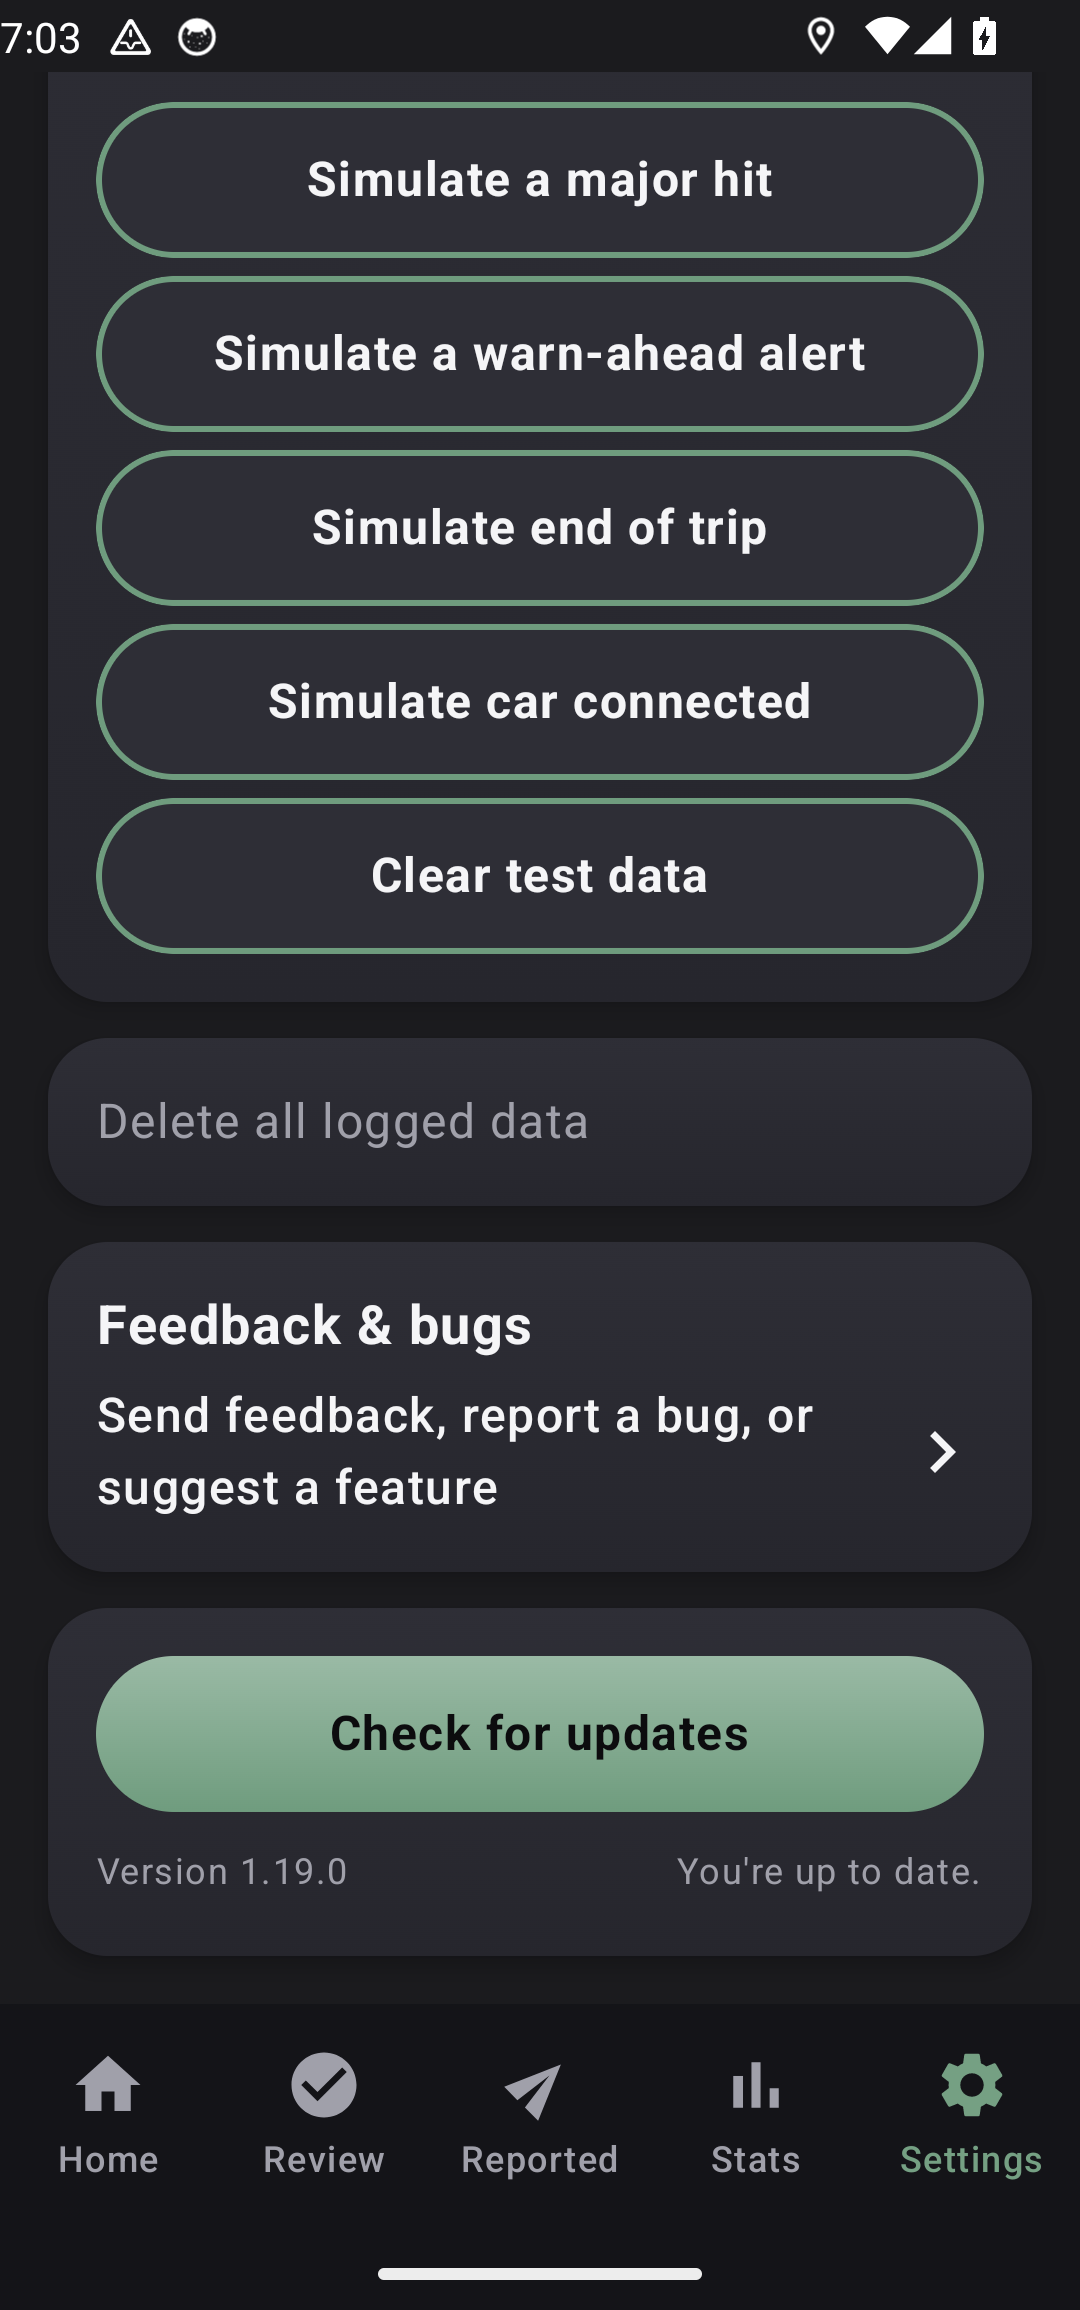 7:03
Simulate a major hit
Simulate a warn-ahead alert
Simulate end of trip
Simulate car connected
Clear test data
Delete all logged data
Feedback & bugs
Send feedback, report a bug, or
suggest a feature
Check for updates
Version 1.19.0
You're up to date.
Home
Review
Reported
Stats
Settings